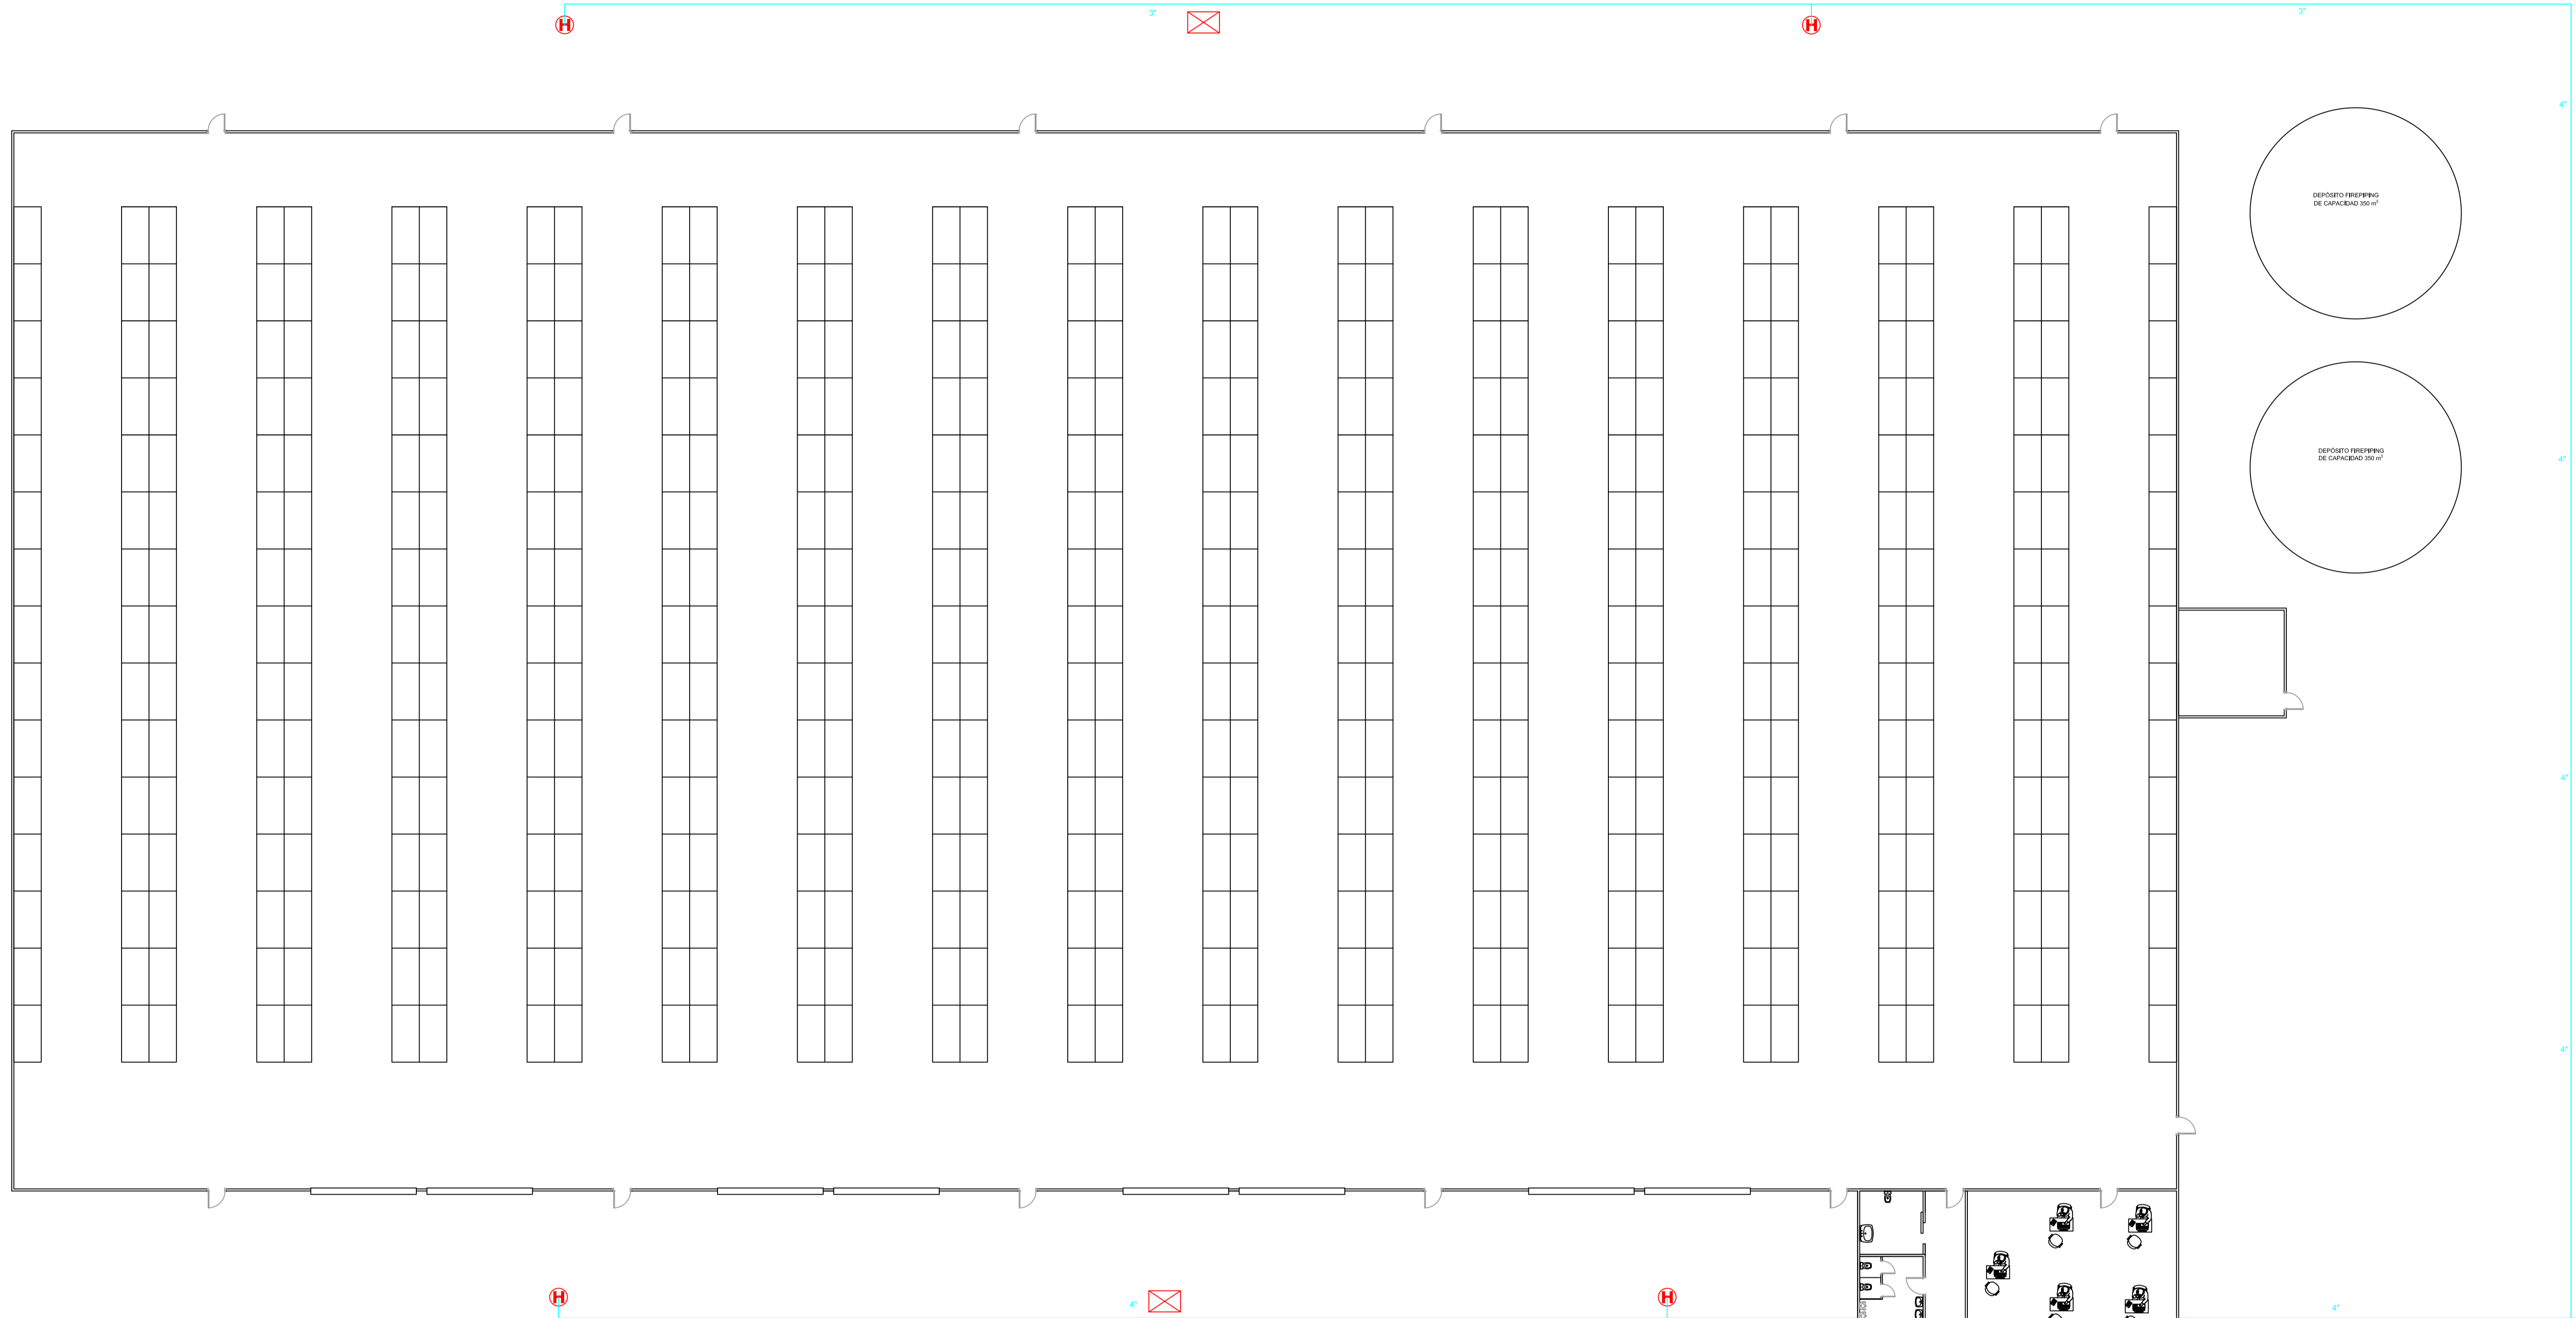 3"
3"
H
H
4"
DEPÓSITO FIREPIPING
DE CAPACIDAD 350 m³
DEPÓSITO FIREPIPING
DE CAPACIDAD 350 m³
4"
4"
4"
H
4"
H
4"